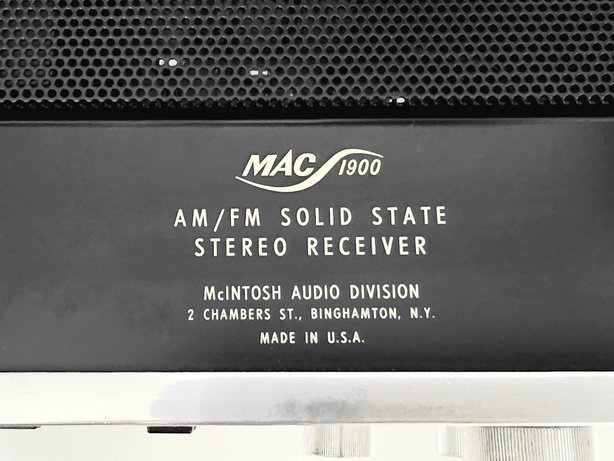 MAC 1900
AM/FM SOLID STATE
STEREO RECEIVER
McINTOSH AUDIO DIVISION
2 CHAMBERS ST., BINGHAMTON, N.Y.
MADE IN U.S.A.